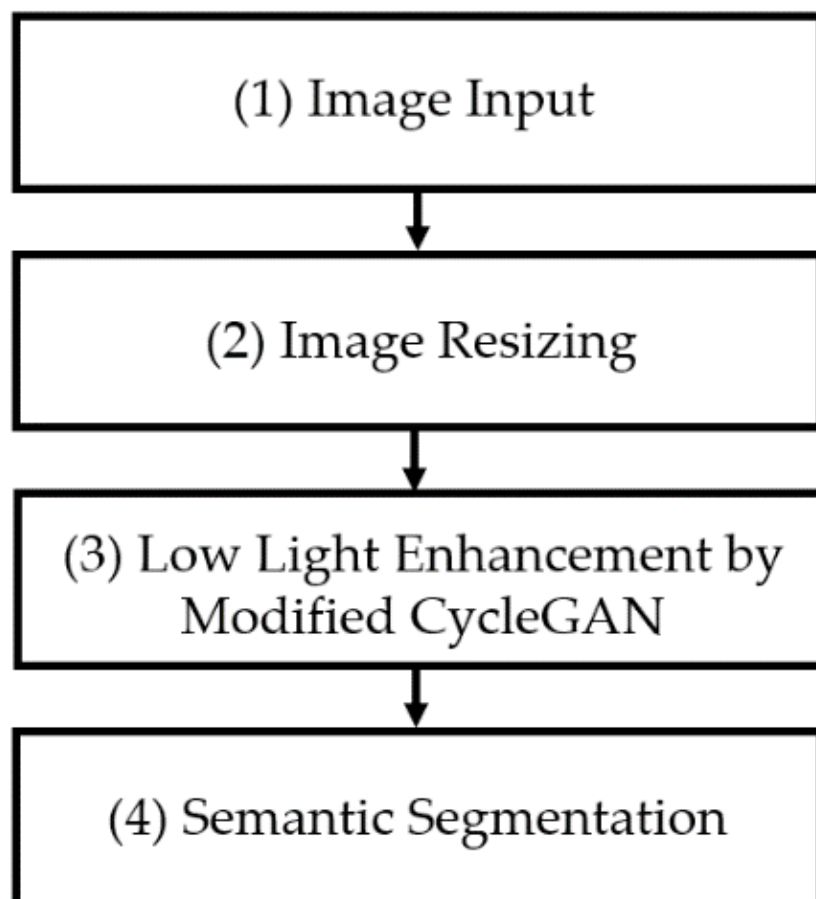 (1) Image Input
(2) Image Resizing
(3) Low Light Enhancement by
Modified CycleGAN
(4) Semantic Segmentation